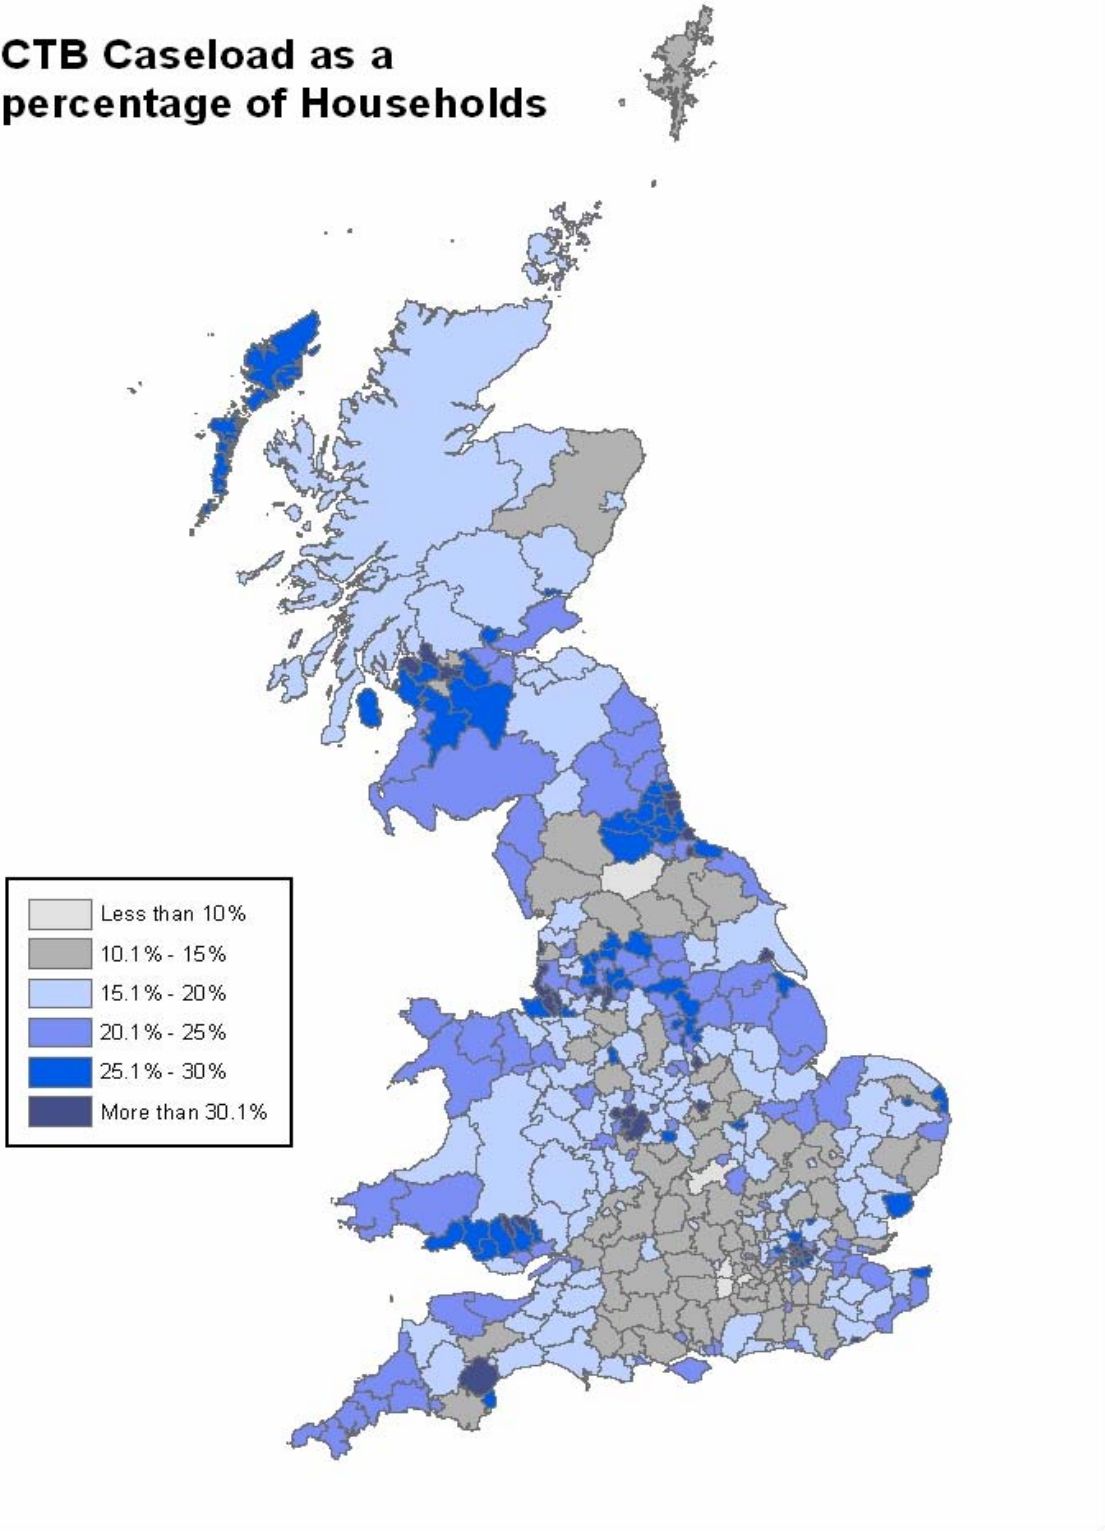 CTB Caseload as a
percentage of Households
Less than 10%
10.1% - 15%
15.1% - 20%
20.1% - 25%
25.1% - 30%
More than 30.1%